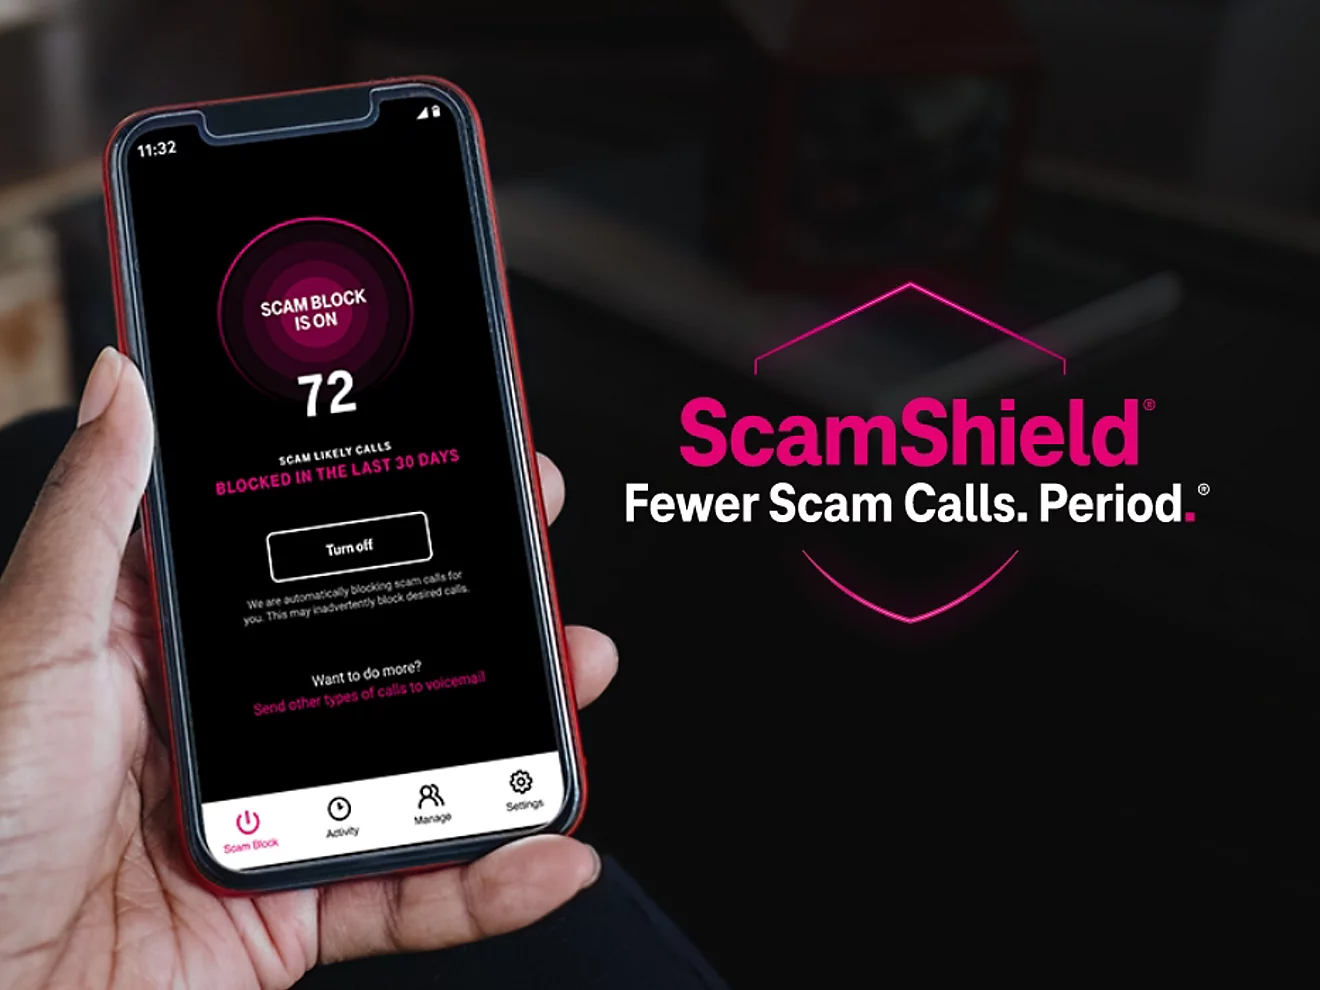 11:32
SCAM BLOCK
IS ON
72
SCAM LIKELY CALLS
BLOCKED IN THE LAST 30 DAYS
Turn off
We are automatically blocking scam calls for
you. This may inadvertently block desired calls.
Want to do more?
Send other types of calls to voicemail
Scam Block
Activity
Manage
Settings
ScamShield®
Fewer Scam Calls. Period.®